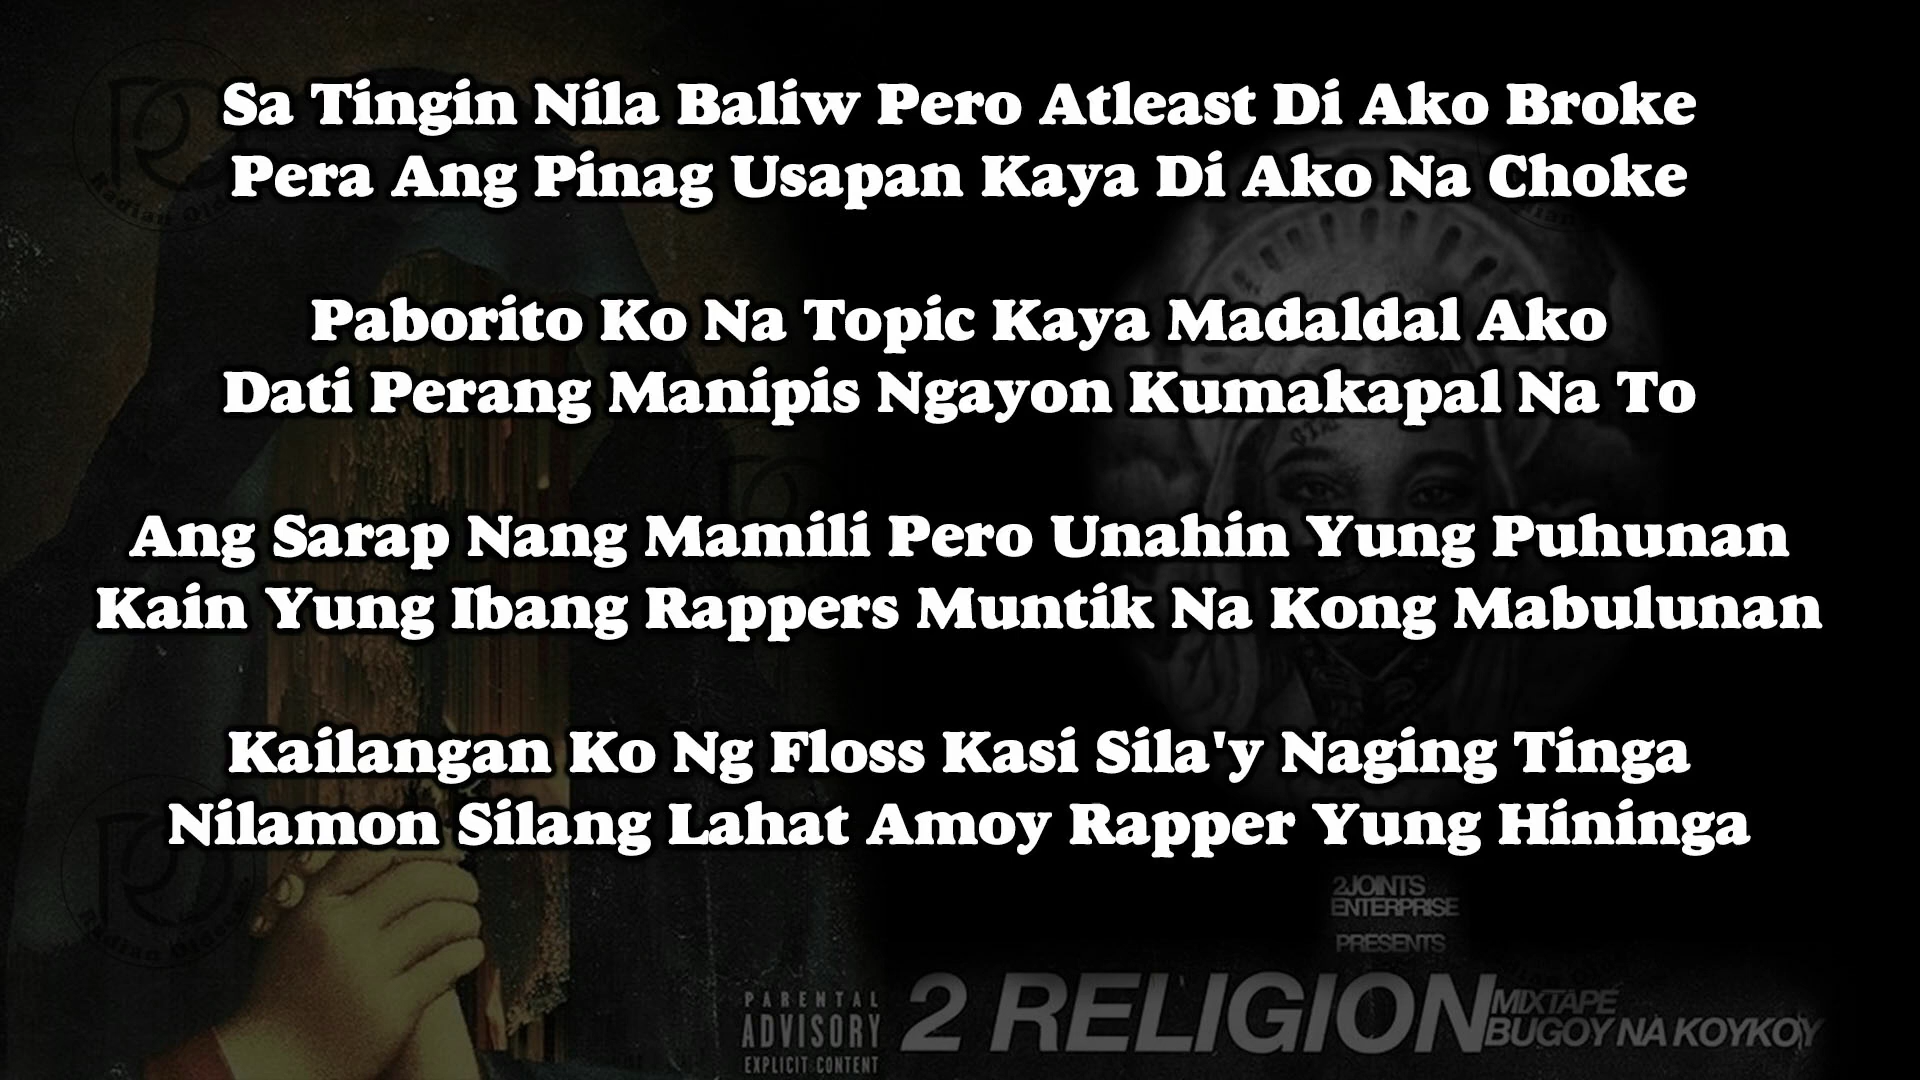 Sa Tingin Nila Baliw Pero Atleast Di Ako Broke
Pera Ang Pinag Usapan Kaya Di Ako Na Choke
Paborito Ko Na Topic Kaya Madaldal Ako
Dati Perang Manipis Ngayon Kumakapal Na To
Ang Sarap Nang Mamili Pero Unahin Yung Puhunan
Kain Yung Ibang Rappers Muntik Na Kong Mabulunan
Kailangan Ko Ng Floss Kasi Sila'y Naging Tinga
Nilamon Silang Lahat Amoy Rapper Yung Hininga
2JOINTS
ENTERPRISE
PRESENTS
PARENTAL
ADVISORY
EXPLICIT CONTENT
2 RELIGION
MIXTAPE
BUGOY NA KOYKOY